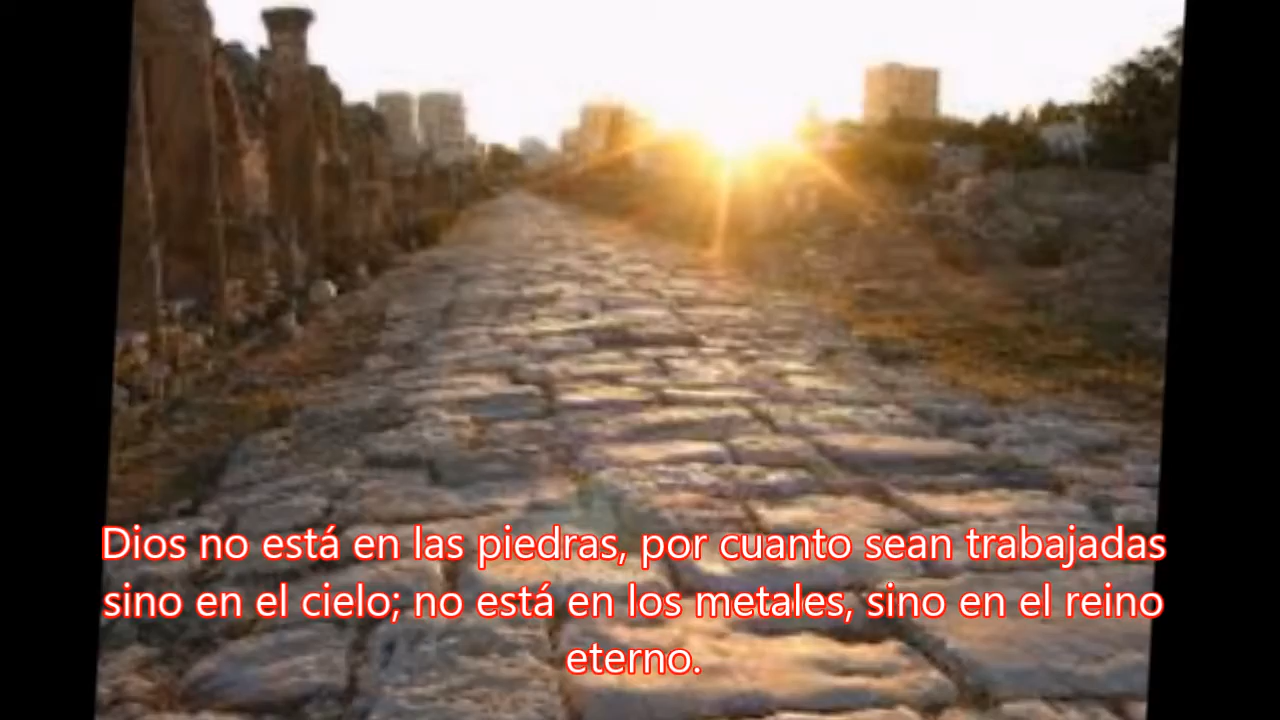 Dios no está en las piedras, por cuanto sean trabajadas
sino en el cielo; no está en los metales, sino en el reino
eterno.